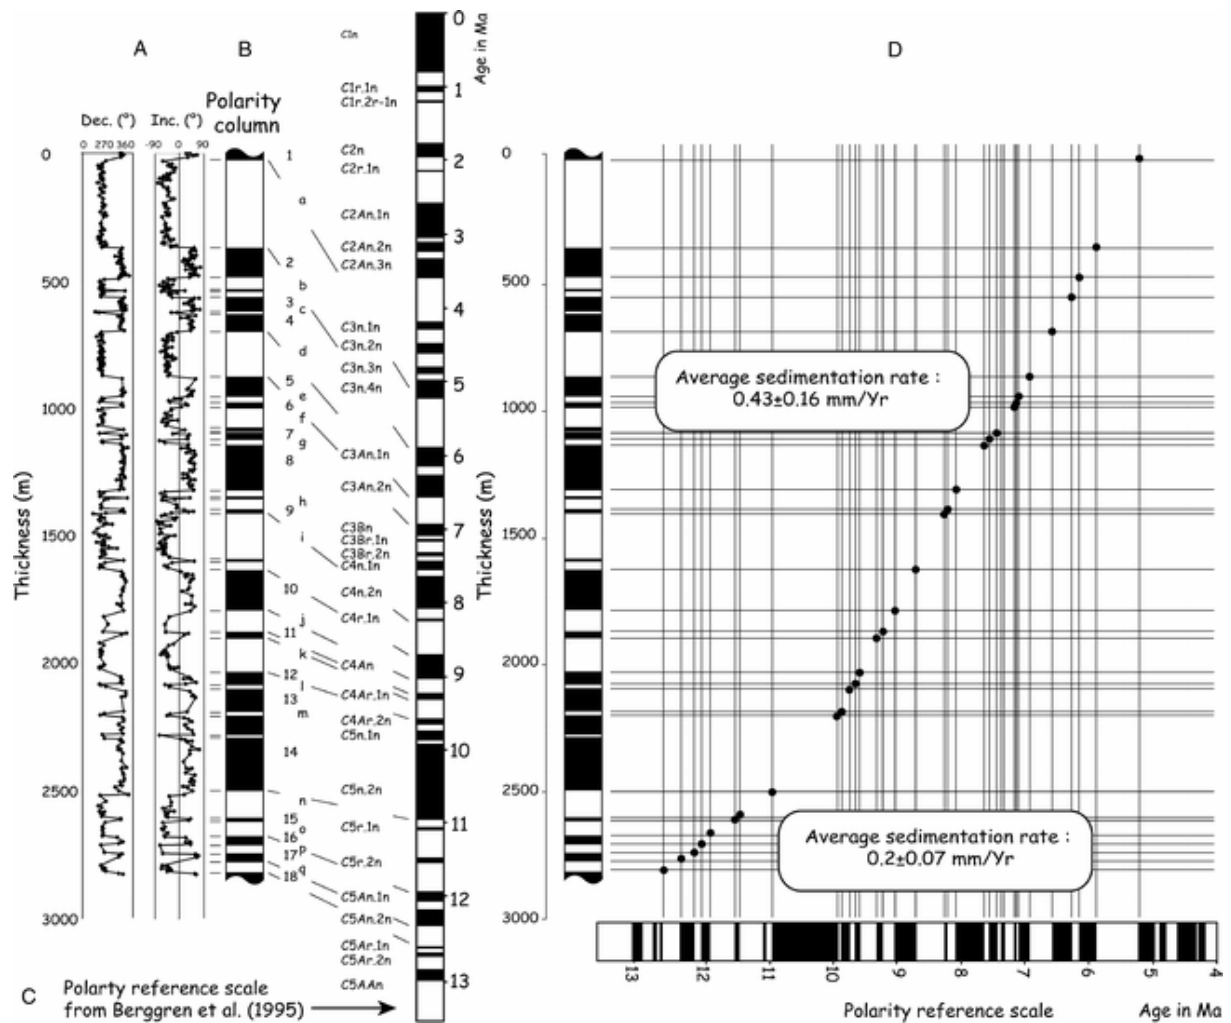 A
B
D
Dec. (°)
Inc. (°)
0 270 360
-90 0 90
Polarity
column
Age in Ma
Thickness (m)
0
500
1000
1500
2000
2500
3000
1
a
2
b
3
c
4
d
5
e
6
f
7
g
8
h
9
i
10
j
11
k
12
l
13
m
14
n
15
o
16
p
17
q
18
C1n
C1r.1n
C1r.2r-1n
C2n
C2r.1n
C2An.1n
C2An.2n
C2An.3n
C3n.1n
C3n.2n
C3n.3n
C3n.4n
C3An.1n
C3An.2n
C3Bn
C3Br.1n
C3Br.2n
C4n.1n
C4n.2n
C4r.1n
C4An
C4Ar.1n
C4Ar.2n
C5n.1n
C5n.2n
C5r.1n
C5r.2n
C5An.1n
C5An.2n
C5Ar.1n
C5Ar.2n
C5AAn
0
1
2
3
4
5
6
7
8
9
10
11
12
13
C
Polarty reference scale
from Berggren et al. (1995)
Thickness (m)
0
500
1000
1500
2000
2500
3000
Average sedimentation rate :
0.43±0.16 mm/Yr
Average sedimentation rate :
0.2±0.07 mm/Yr
13 12 11 10 9 8 7 6 5 4
Polarity reference scale
Age in Ma